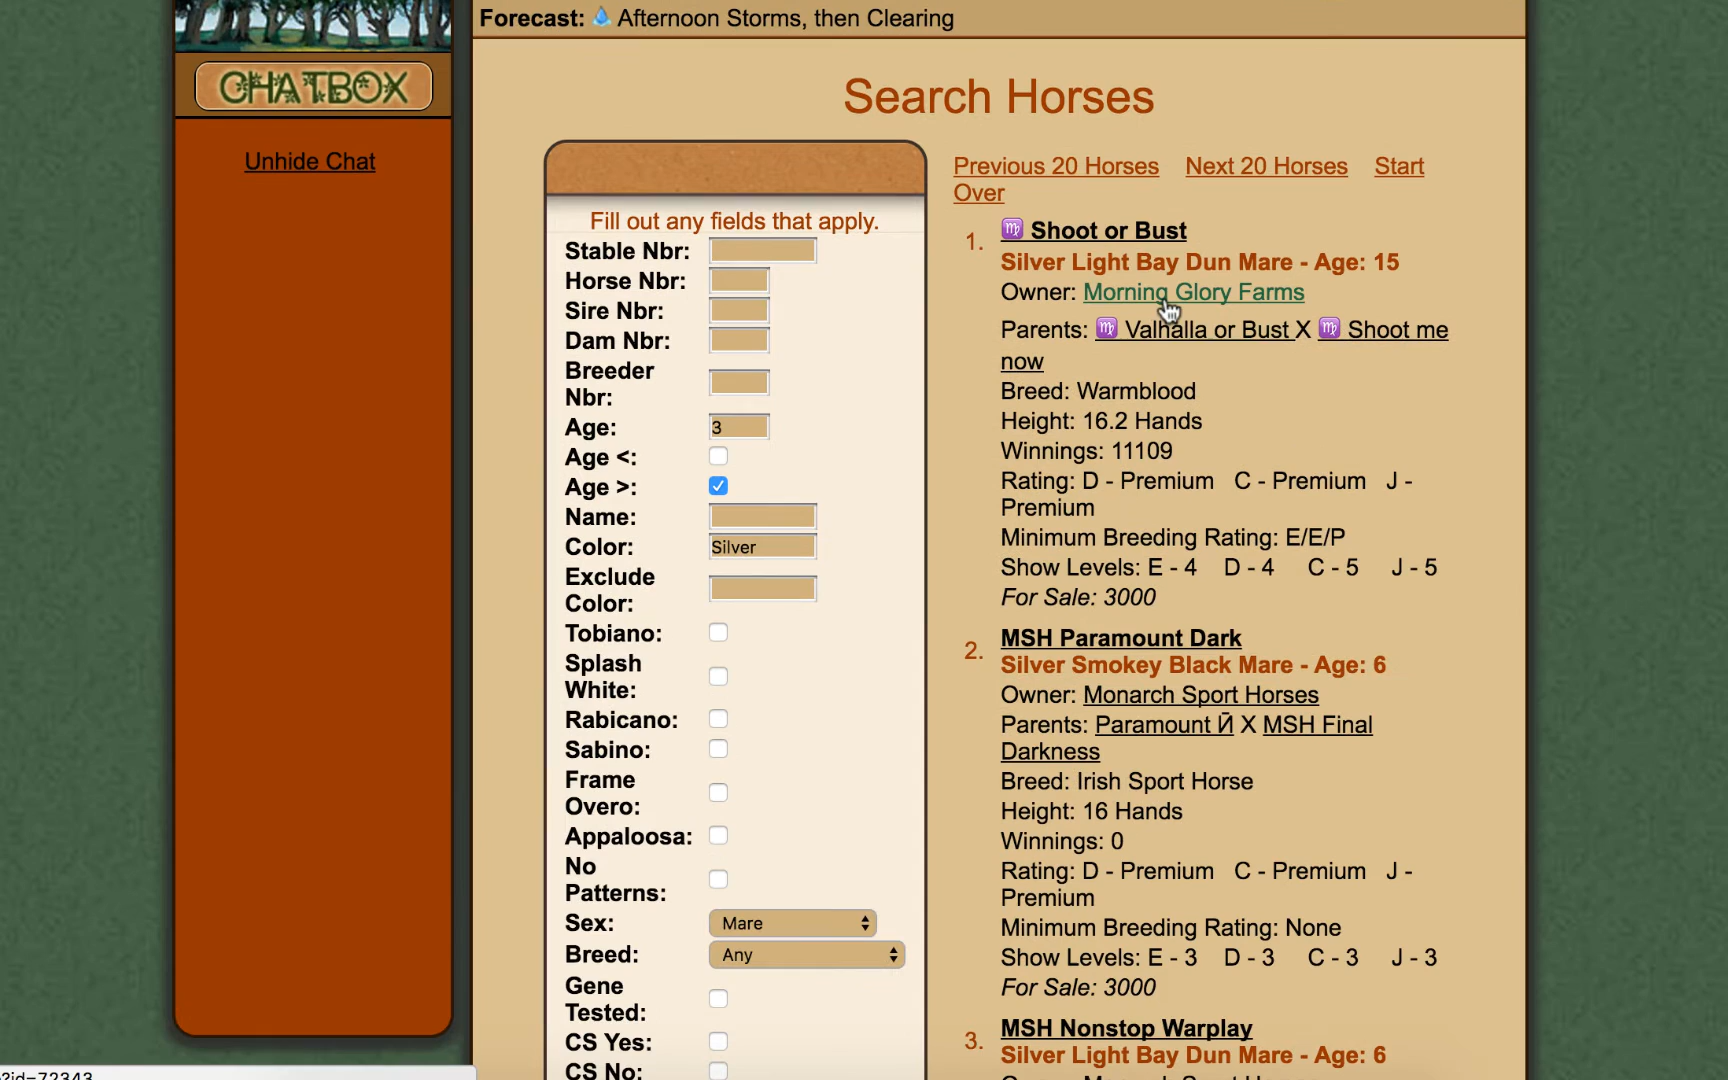 Forecast: 💧 Afternoon Storms, then Clearing
CHATBOX
Unhide Chat
Search Horses
Fill out any fields that apply.
Stable Nbr:
Horse Nbr:
Sire Nbr:
Dam Nbr:
Breeder
Nbr:
Age: 3
Age <:
Age >:
Name:
Color: Silver
Exclude
Color:
Tobiano:
Splash
White:
Rabicano:
Sabino:
Frame
Overo:
Appaloosa:
No
Patterns:
Sex: Mare
Breed: Any
Gene
Tested:
CS Yes:
CS No:
Previous 20 Horses Next 20 Horses Start
Over
1. ♍ Shoot or Bust
Silver Light Bay Dun Mare - Age: 15
Owner: Morning Glory Farms
Parents: ♍ Valhalla or Bust X ♍ Shoot me
now
Breed: Warmblood
Height: 16.2 Hands
Winnings: 11109
Rating: D - Premium C - Premium J -
Premium
Minimum Breeding Rating: E/E/P
Show Levels: E - 4 D - 4 C - 5 J - 5
For Sale: 3000
2. MSH Paramount Dark
Silver Smokey Black Mare - Age: 6
Owner: Monarch Sport Horses
Parents: Paramount Ӣ X MSH Final
Darkness
Breed: Irish Sport Horse
Height: 16 Hands
Winnings: 0
Rating: D - Premium C - Premium J -
Premium
Minimum Breeding Rating: None
Show Levels: E - 3 D - 3 C - 3 J - 3
For Sale: 3000
3. MSH Nonstop Warplay
Silver Light Bay Dun Mare - Age: 6
?id=72343